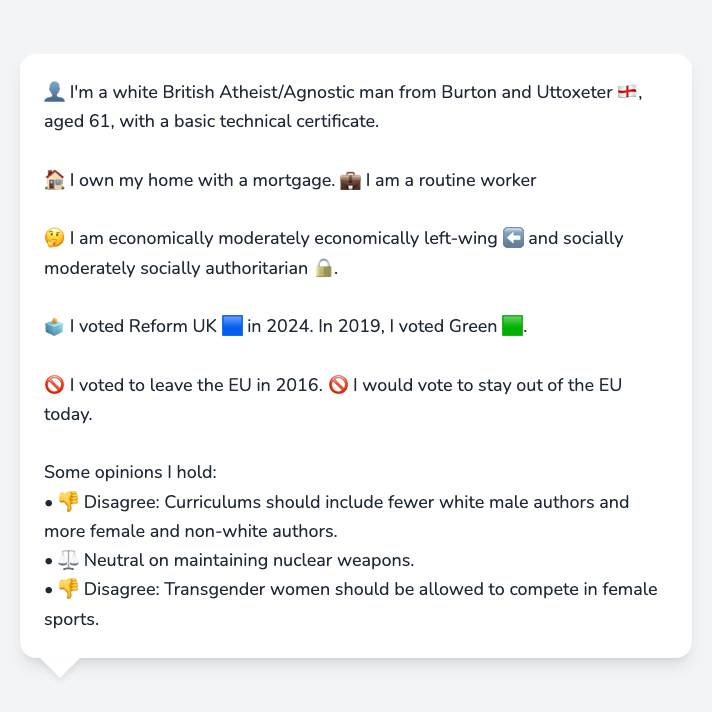 👤 I'm a white British Atheist/Agnostic man from Burton and Uttoxeter 🏴󠁧󠁢󠁥󠁮󠁧󠁿,
aged 61, with a basic technical certificate.
🏠 I own my home with a mortgage. 💼 I am a routine worker
🤔 I am economically moderately economically left-wing ⬅️ and socially
moderately socially authoritarian 🔒.
🗳️ I voted Reform UK 🟦 in 2024. In 2019, I voted Green 🟩.
🚫 I voted to leave the EU in 2016. 🚫 I would vote to stay out of the EU
today.
Some opinions I hold:
• 👎 Disagree: Curriculums should include fewer white male authors and
more female and non-white authors.
• ⚖️ Neutral on maintaining nuclear weapons.
• 👎 Disagree: Transgender women should be allowed to compete in female
sports.